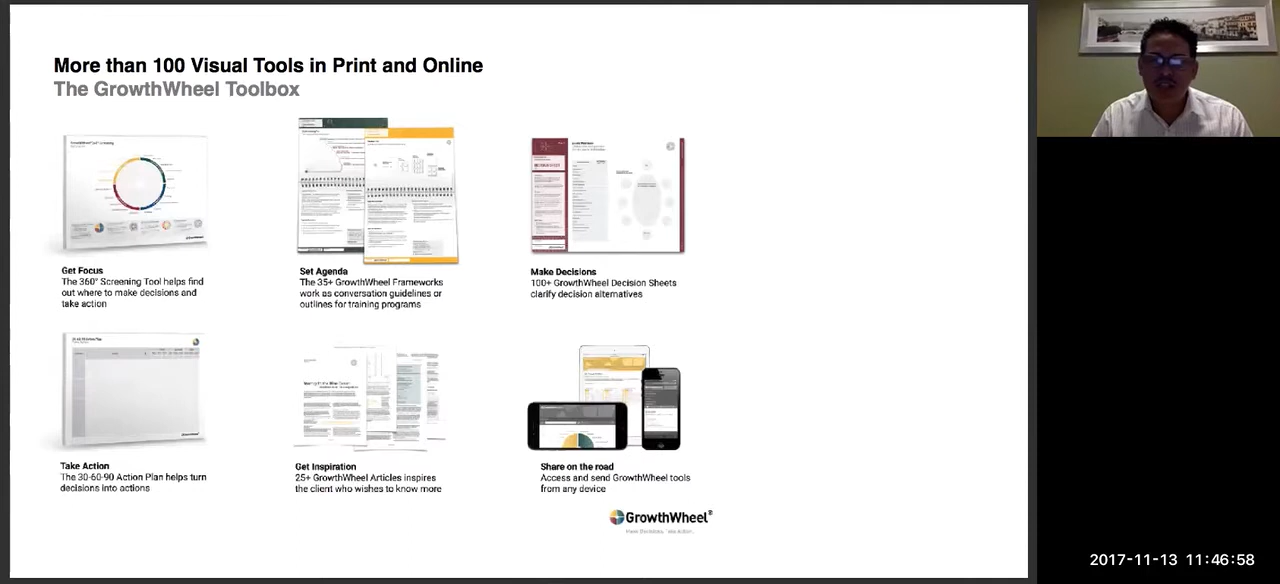 More than 100 Visual Tools in Print and Online
The GrowthWheel Toolbox
Get Focus
The 360° Screening Tool helps find
out where to make decisions and
take action
Set Agenda
The 35+ GrowthWheel Frameworks
work as conversation guidelines or
outlines for training programs
Make Decisions
100+ GrowthWheel Decision Sheets
clarify decision alternatives
Take Action
The 30-60-90 Action Plan helps turn
decisions into actions
Get Inspiration
25+ GrowthWheel Articles inspires
the client who wishes to know more
Share on the road
Access and send GrowthWheel tools
from any device
GrowthWheel®
2017-11-13 11:46:58